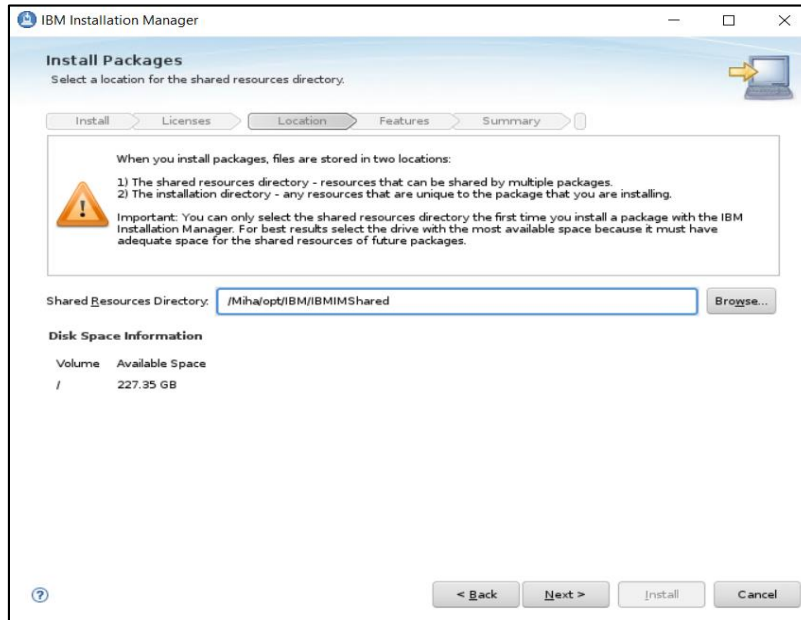 IBM Installation Manager
Install Packages
Select a location for the shared resources directory.
Install Licenses Location Features Summary
When you install packages, files are stored in two locations:
1) The shared resources directory - resources that can be shared by multiple packages.
2) The installation directory - any resources that are unique to the package that you are installing.
Important: You can only select the shared resources directory the first time you install a package with the IBM
Installation Manager. For best results select the drive with the most available space because it must have
adequate space for the shared resources of future packages.
Shared Resources Directory: /Miha/opt/IBM/IBMIMShared Browse...
Disk Space Information
Volume Available Space
/ 227.35 GB
? < Back Next > Install Cancel